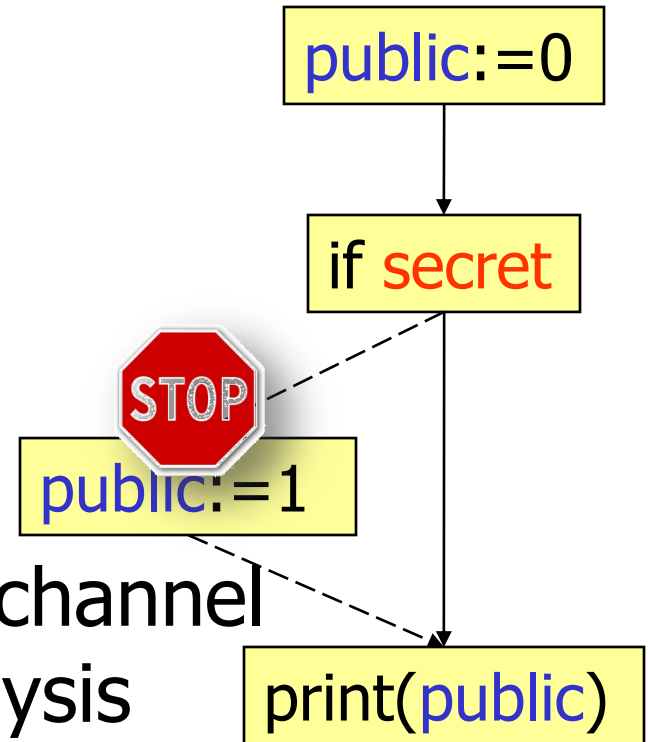 public:=0
if secret
STOP
public:=1
channel
ysis
print(public)